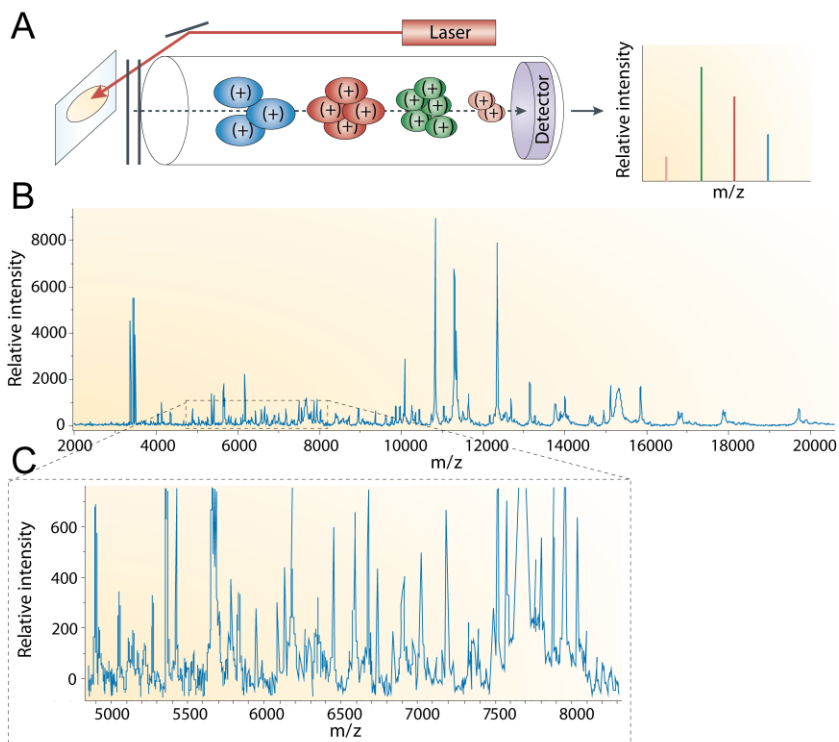 A
Laser
(+) (+) (+)
(+) (+) (+) (+)
(+) (+) (+) (+) (+)
(+) (+)
Detector
Relative intensity
m/z
B
Relative intensity
8000
6000
4000
2000
0
2000 4000 6000 8000 10000 12000 14000 16000 18000 20000
m/z
C
Relative intensity
600
400
200
0
5000 5500 6000 6500 7000 7500 8000
m/z